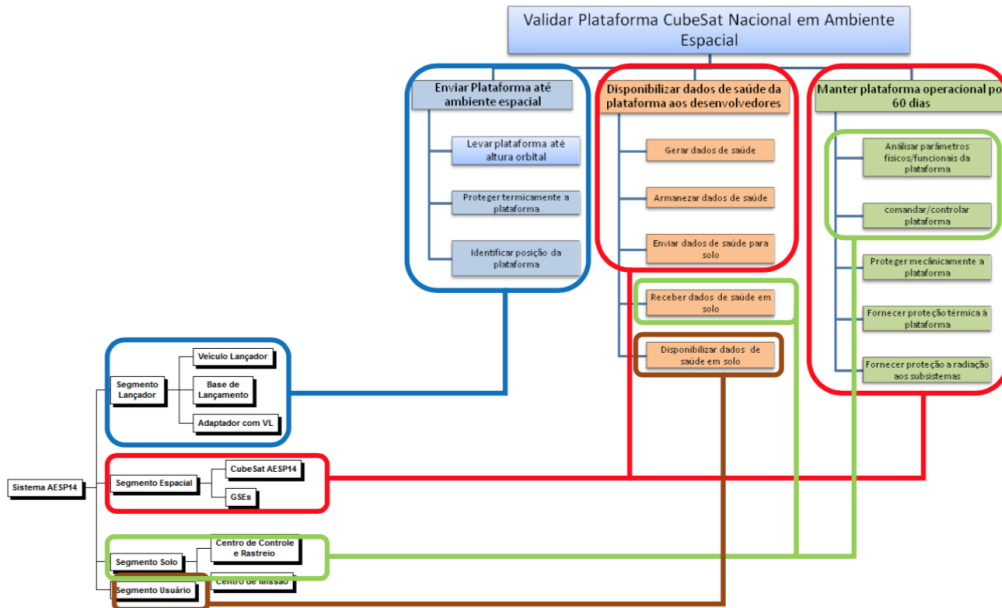 Validar Plataforma CubeSat Nacional em Ambiente
Espacial
Enviar Plataforma até
ambiente espacial
Levar plataforma até
altura orbital
Proteger termicamente a
plataforma
Identificar posição da
plataforma
Disponibilizar dados de saúde da
plataforma aos desenvolvedores
Gerar dados de saúde
Armanezar dados de saúde
Enviar dados de saúde para
solo
Receber dados de saúde em
solo
Disponibilizar dados de
saúde em solo
Manter plataforma operacional po
60 dias
Análisar parâmetros
físicos/funcionais da
plataforma
comandar/controlar
plataforma
Proteger mecânicamente a
plataforma
Fornecer proteção térmica à
plataforma
Fornecer proteção a radiação
aos subsistemas
Sistema AESP14
Segmento
Lançador
Veículo Lançador
Base de
Lançamento
Adaptador com VL
Segmento Espacial
CubeSat AESP14
GSEs
Segmento Solo
Centro de Controle
e Rastreio
Centro de Missão
Segmento Usuário